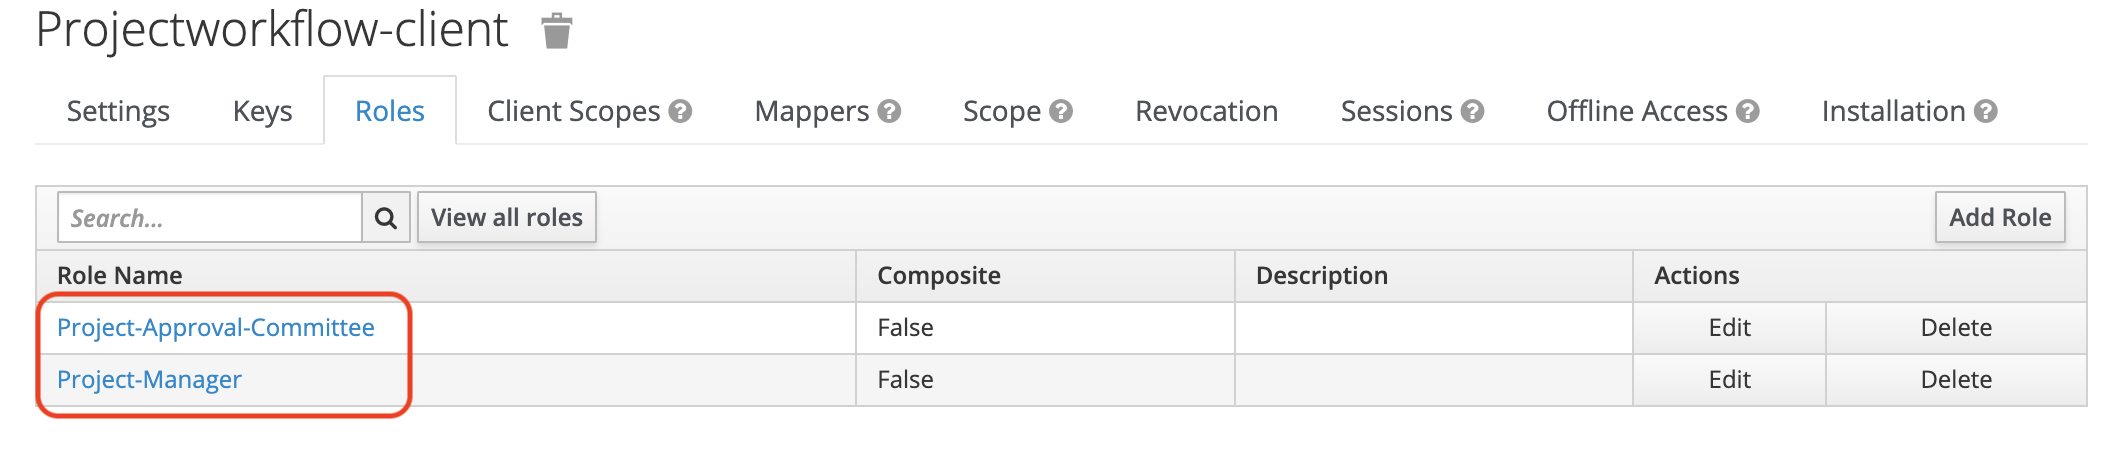 Projectworkflow-client
Settings Keys Roles Client Scopes ? Mappers ? Scope ? Revocation Sessions ? Offline Access ? Installation ?
Search... View all roles Add Role
Role Name Composite Description Actions
Project-Approval-Committee False Edit Delete
Project-Manager False Edit Delete